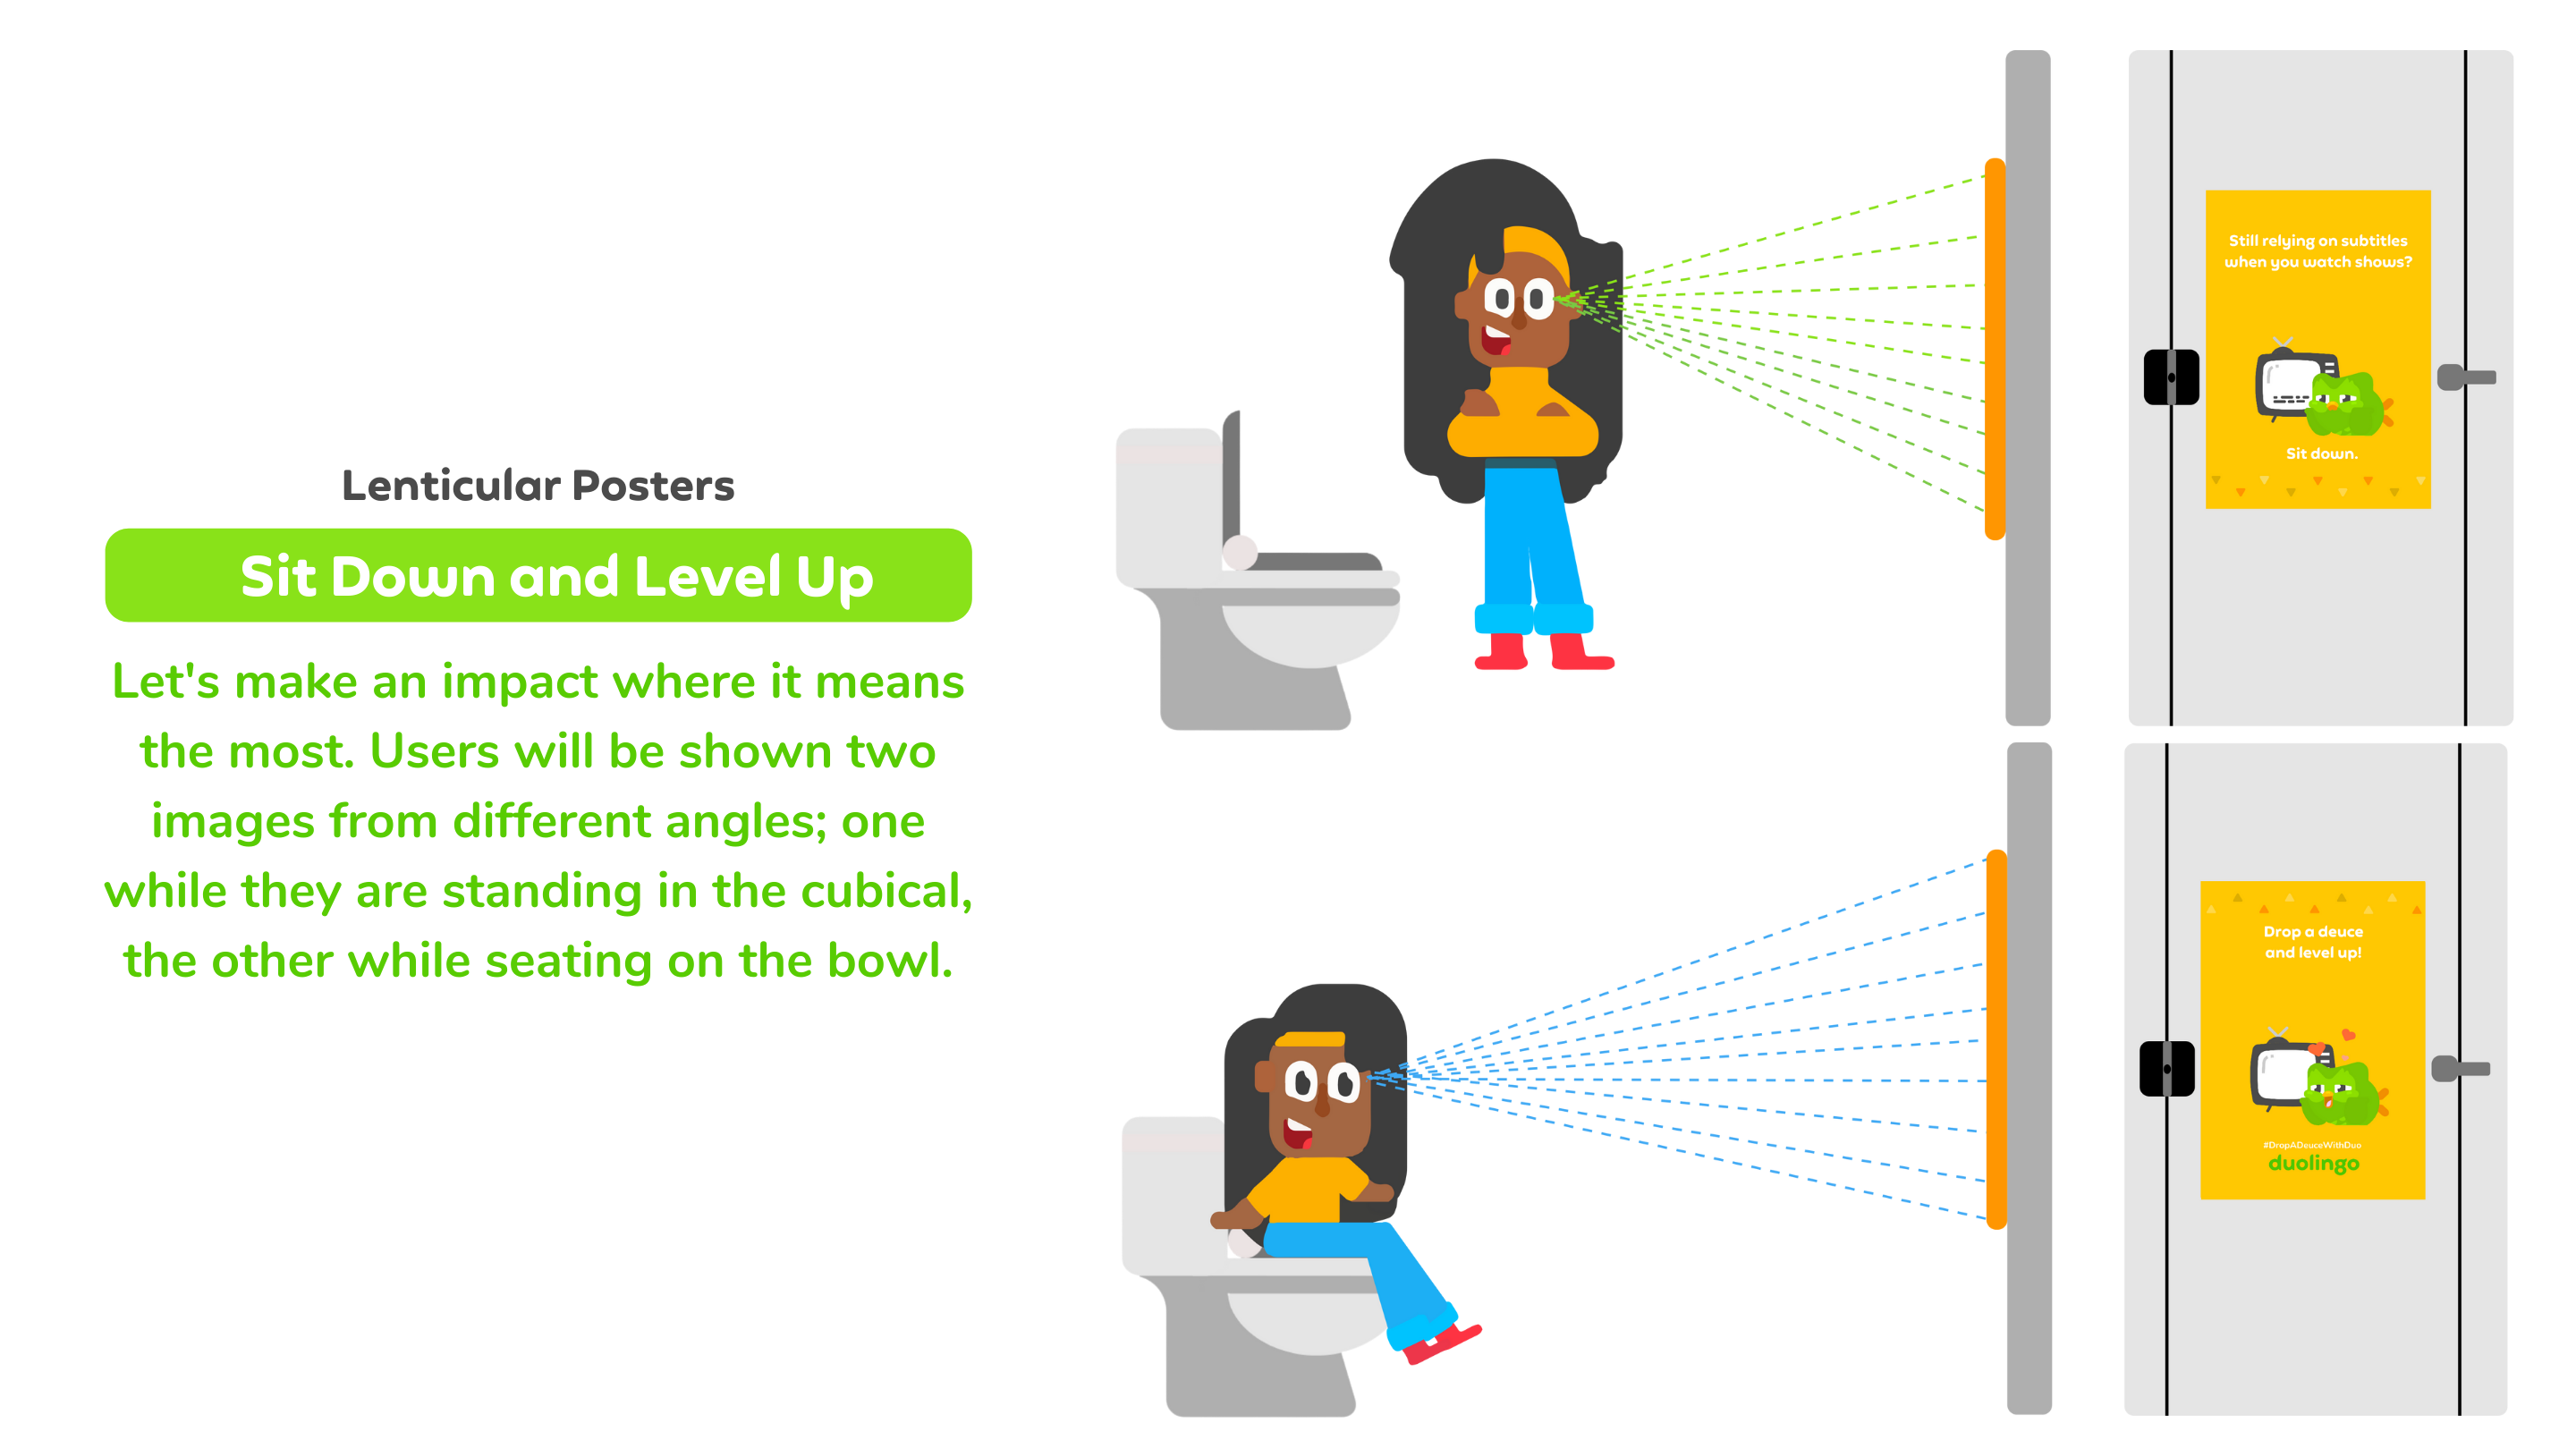 Lenticular Posters
Sit Down and Level Up
Let's make an impact where it means
the most. Users will be shown two
images from different angles; one
while they are standing in the cubical,
the other while seating on the bowl.
Still relying on subtitles
when you watch shows?
Sit down.
Drop a deuce
and level up!
#DropADeuceWithDuo
duolingo